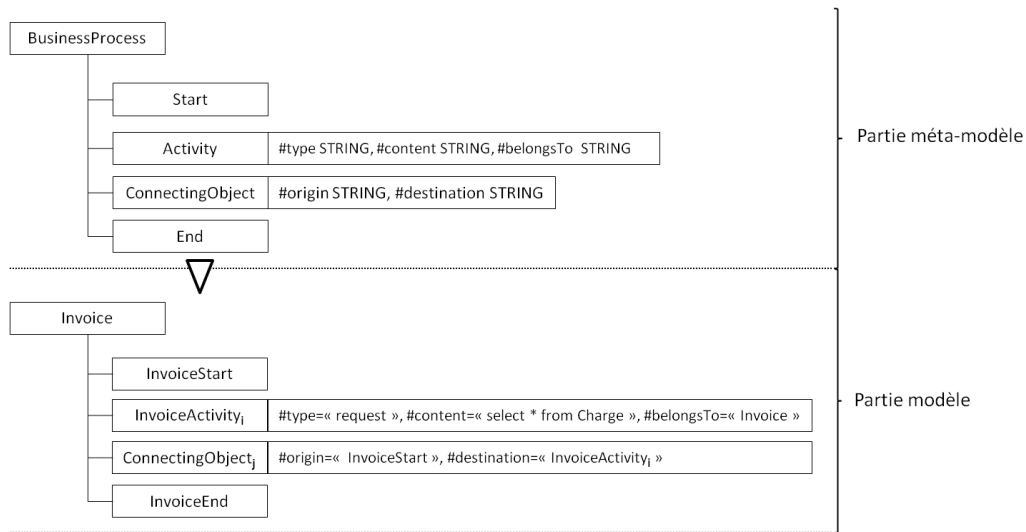 BusinessProcess
Start
Activity #type STRING, #content STRING, #belongsTo STRING
ConnectingObject #origin STRING, #destination STRING
End
Partie méta-modèle
Invoice
InvoiceStart
InvoiceActivityi #type=« request », #content=« select * from Charge », #belongsTo=« Invoice »
ConnectingObjectj #origin=« InvoiceStart », #destination=« InvoiceActivityi »
InvoiceEnd
Partie modèle